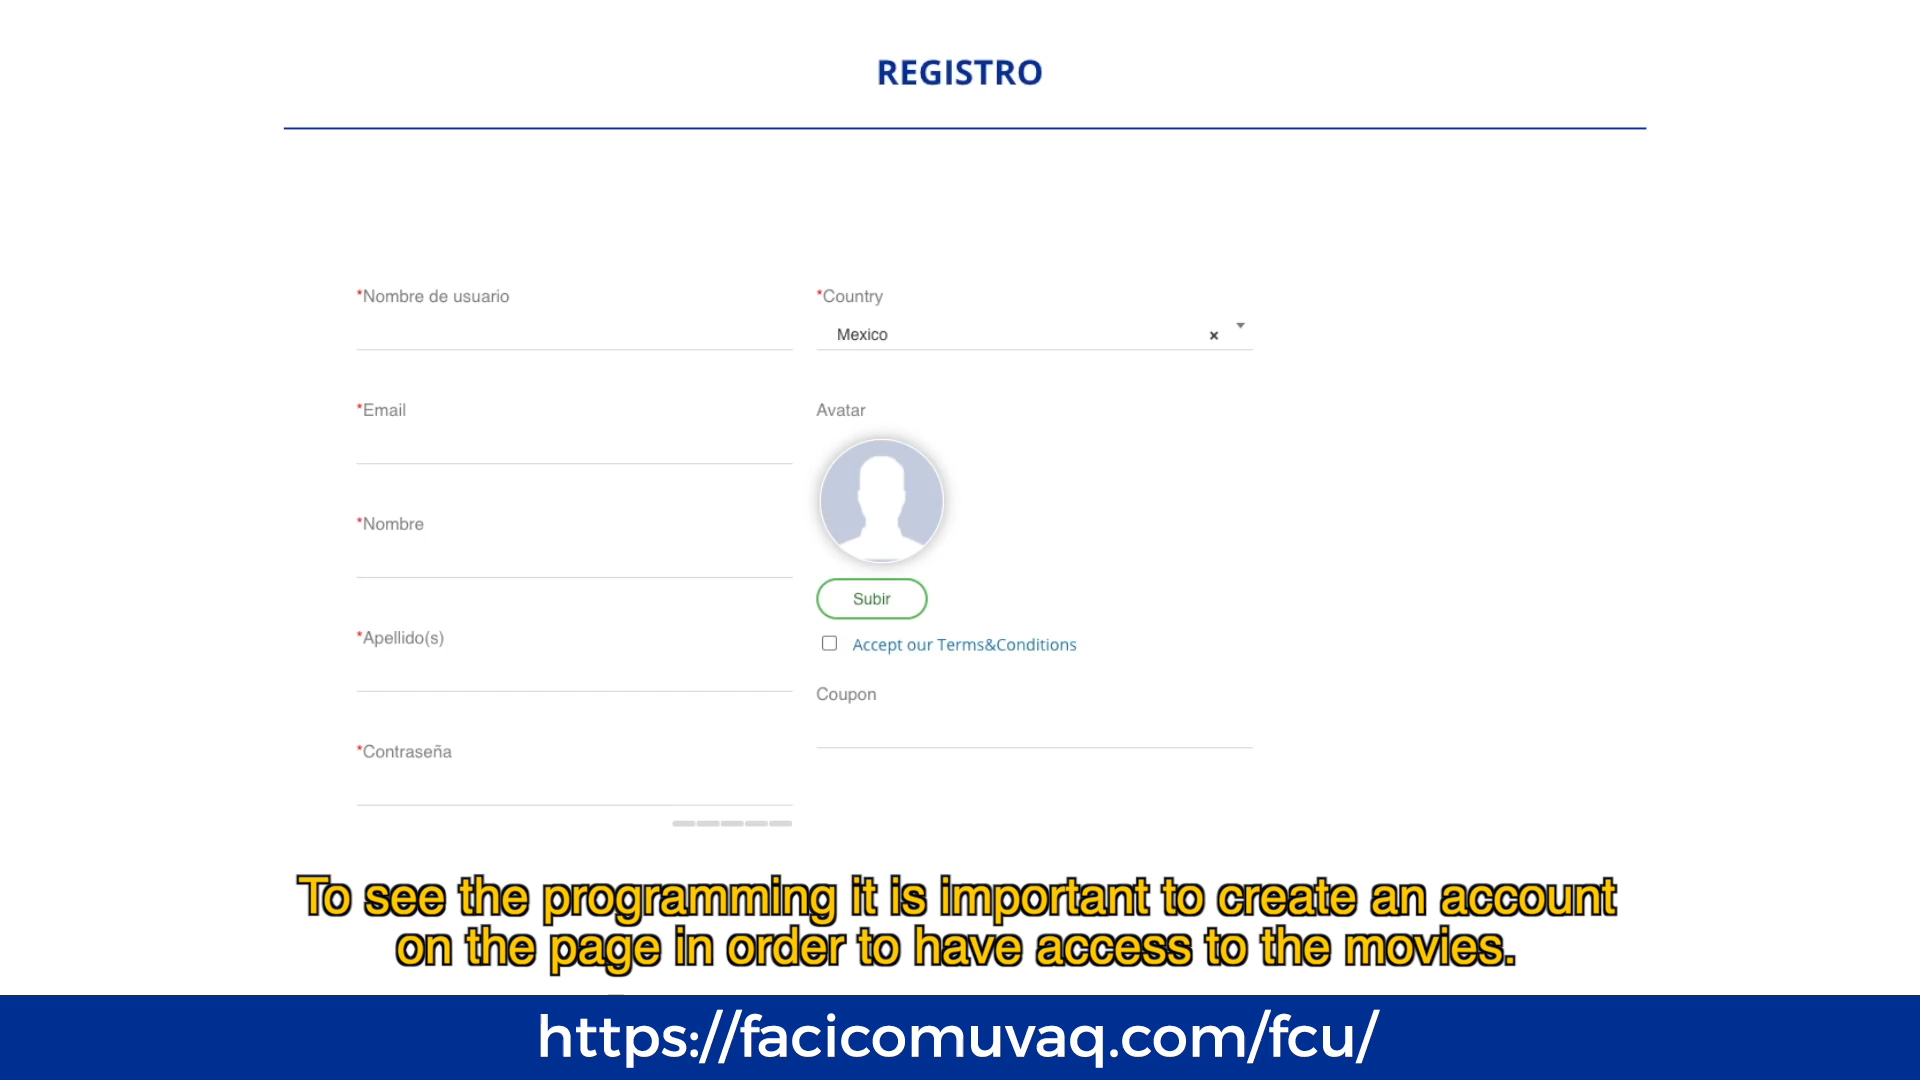 REGISTRO
*Nombre de usuario
*Email
*Nombre
*Apellido(s)
*Contraseña
*Country
Mexico
Avatar
Subir
Accept our Terms&Conditions
Coupon
To see the programming it is important to create an account
on the page in order to have access to the movies.
https://facicomuvaq.com/fcu/